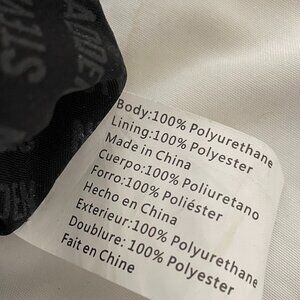 Body:100% Polyurethane
Lining:100% Polyester
Made in China
Cuerpo:100% Poliuretano
Forro:100% Poliéster
Hecho en China
Exterieur:100% Polyurethane
Doublure: 100% Polyester
Fait en Chine